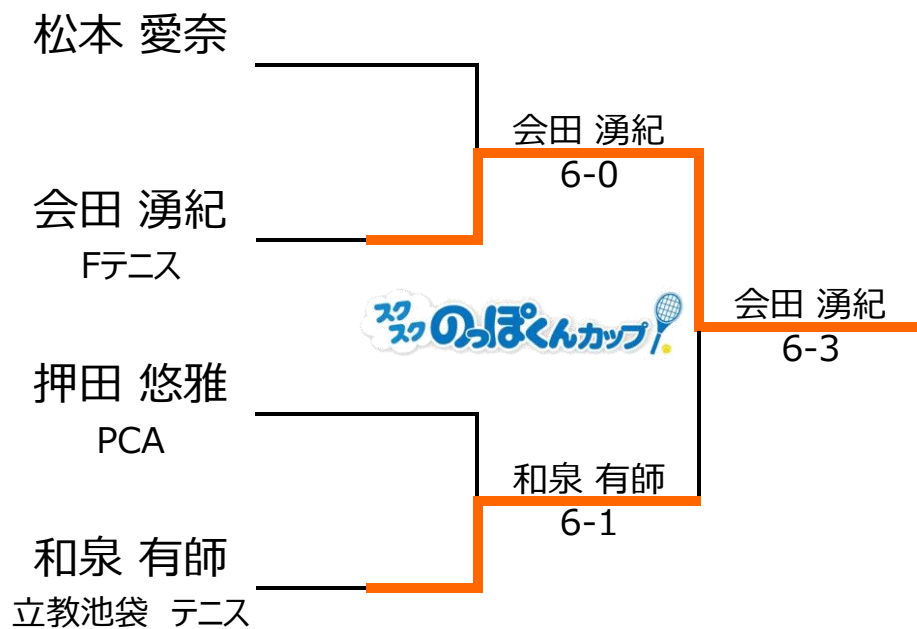 松本 愛奈
会田 湧紀
6-0
会田 湧紀
Fテニス
スク
スク のっぽくんカップ
会田 湧紀
6-3
押田 悠雅
PCA
和泉 有師
6-1
和泉 有師
立教池袋 テニス